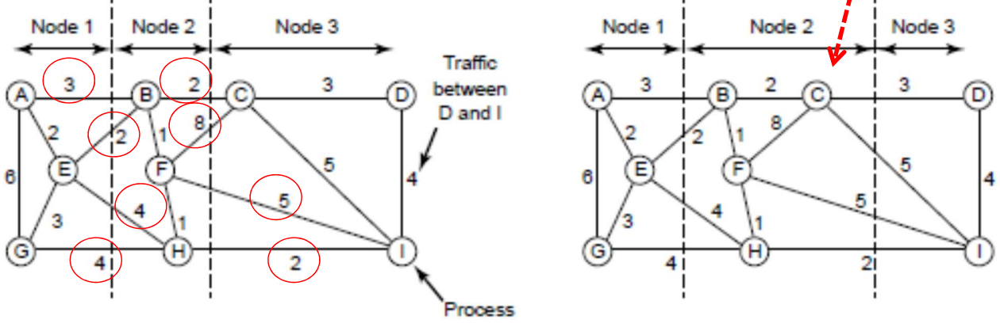 Node 1 Node 2 Node 3
3 2 3
A B C D
Traffic
between
D and I
2 2 1 8
E F
6 5 4
3 4 1 5
G H I
4 2
Process
Node 1 Node 2 Node 3
3 2 3
A B C D
2 2 1 8
E F
6 5 4
3 4 1 5
G H I
4 2